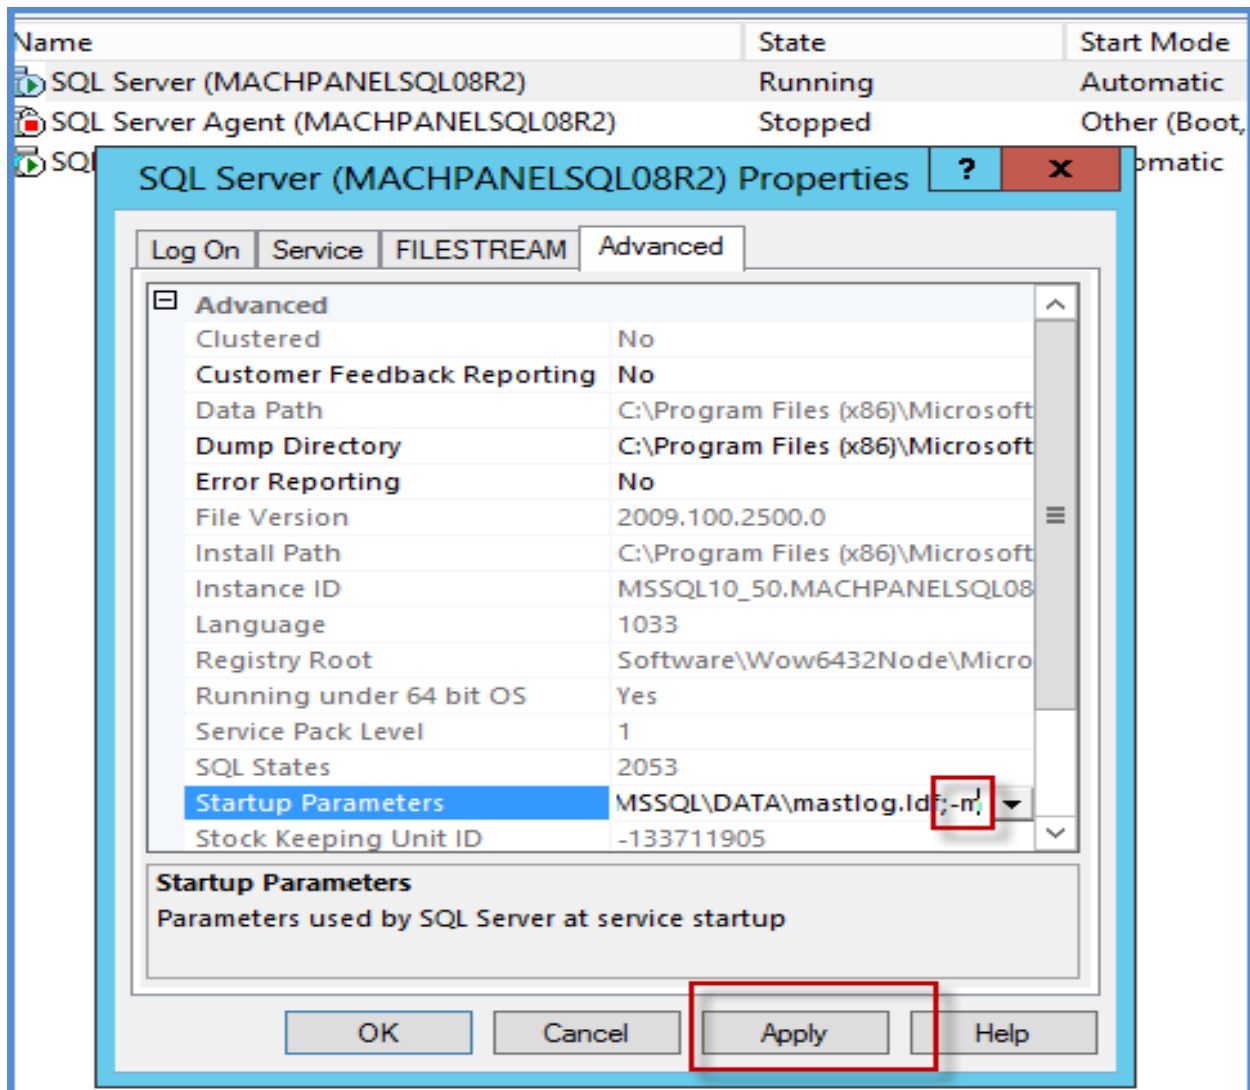 Name State Start Mode
SQL Server (MACHPANELSQL08R2) Running Automatic
SQL Server Agent (MACHPANELSQL08R2) Stopped Other (Boot,
SQL omatic
SQL Server (MACHPANELSQL08R2) Properties ? x
Log On Service FILESTREAM Advanced
Advanced
Clustered No
Customer Feedback Reporting No
Data Path C:\Program Files (x86)\Microsoft
Dump Directory C:\Program Files (x86)\Microsoft
Error Reporting No
File Version 2009.100.2500.0
Install Path C:\Program Files (x86)\Microsoft
Instance ID MSSQL10_50.MACHPANELSQL08
Language 1033
Registry Root Software\Wow6432Node\Micro
Running under 64 bit OS Yes
Service Pack Level 1
SQL States 2053
Startup Parameters MSSQL\DATA\mastlog.ldf;-m
Stock Keeping Unit ID -133711905
Startup Parameters
Parameters used by SQL Server at service startup
OK Cancel Apply Help